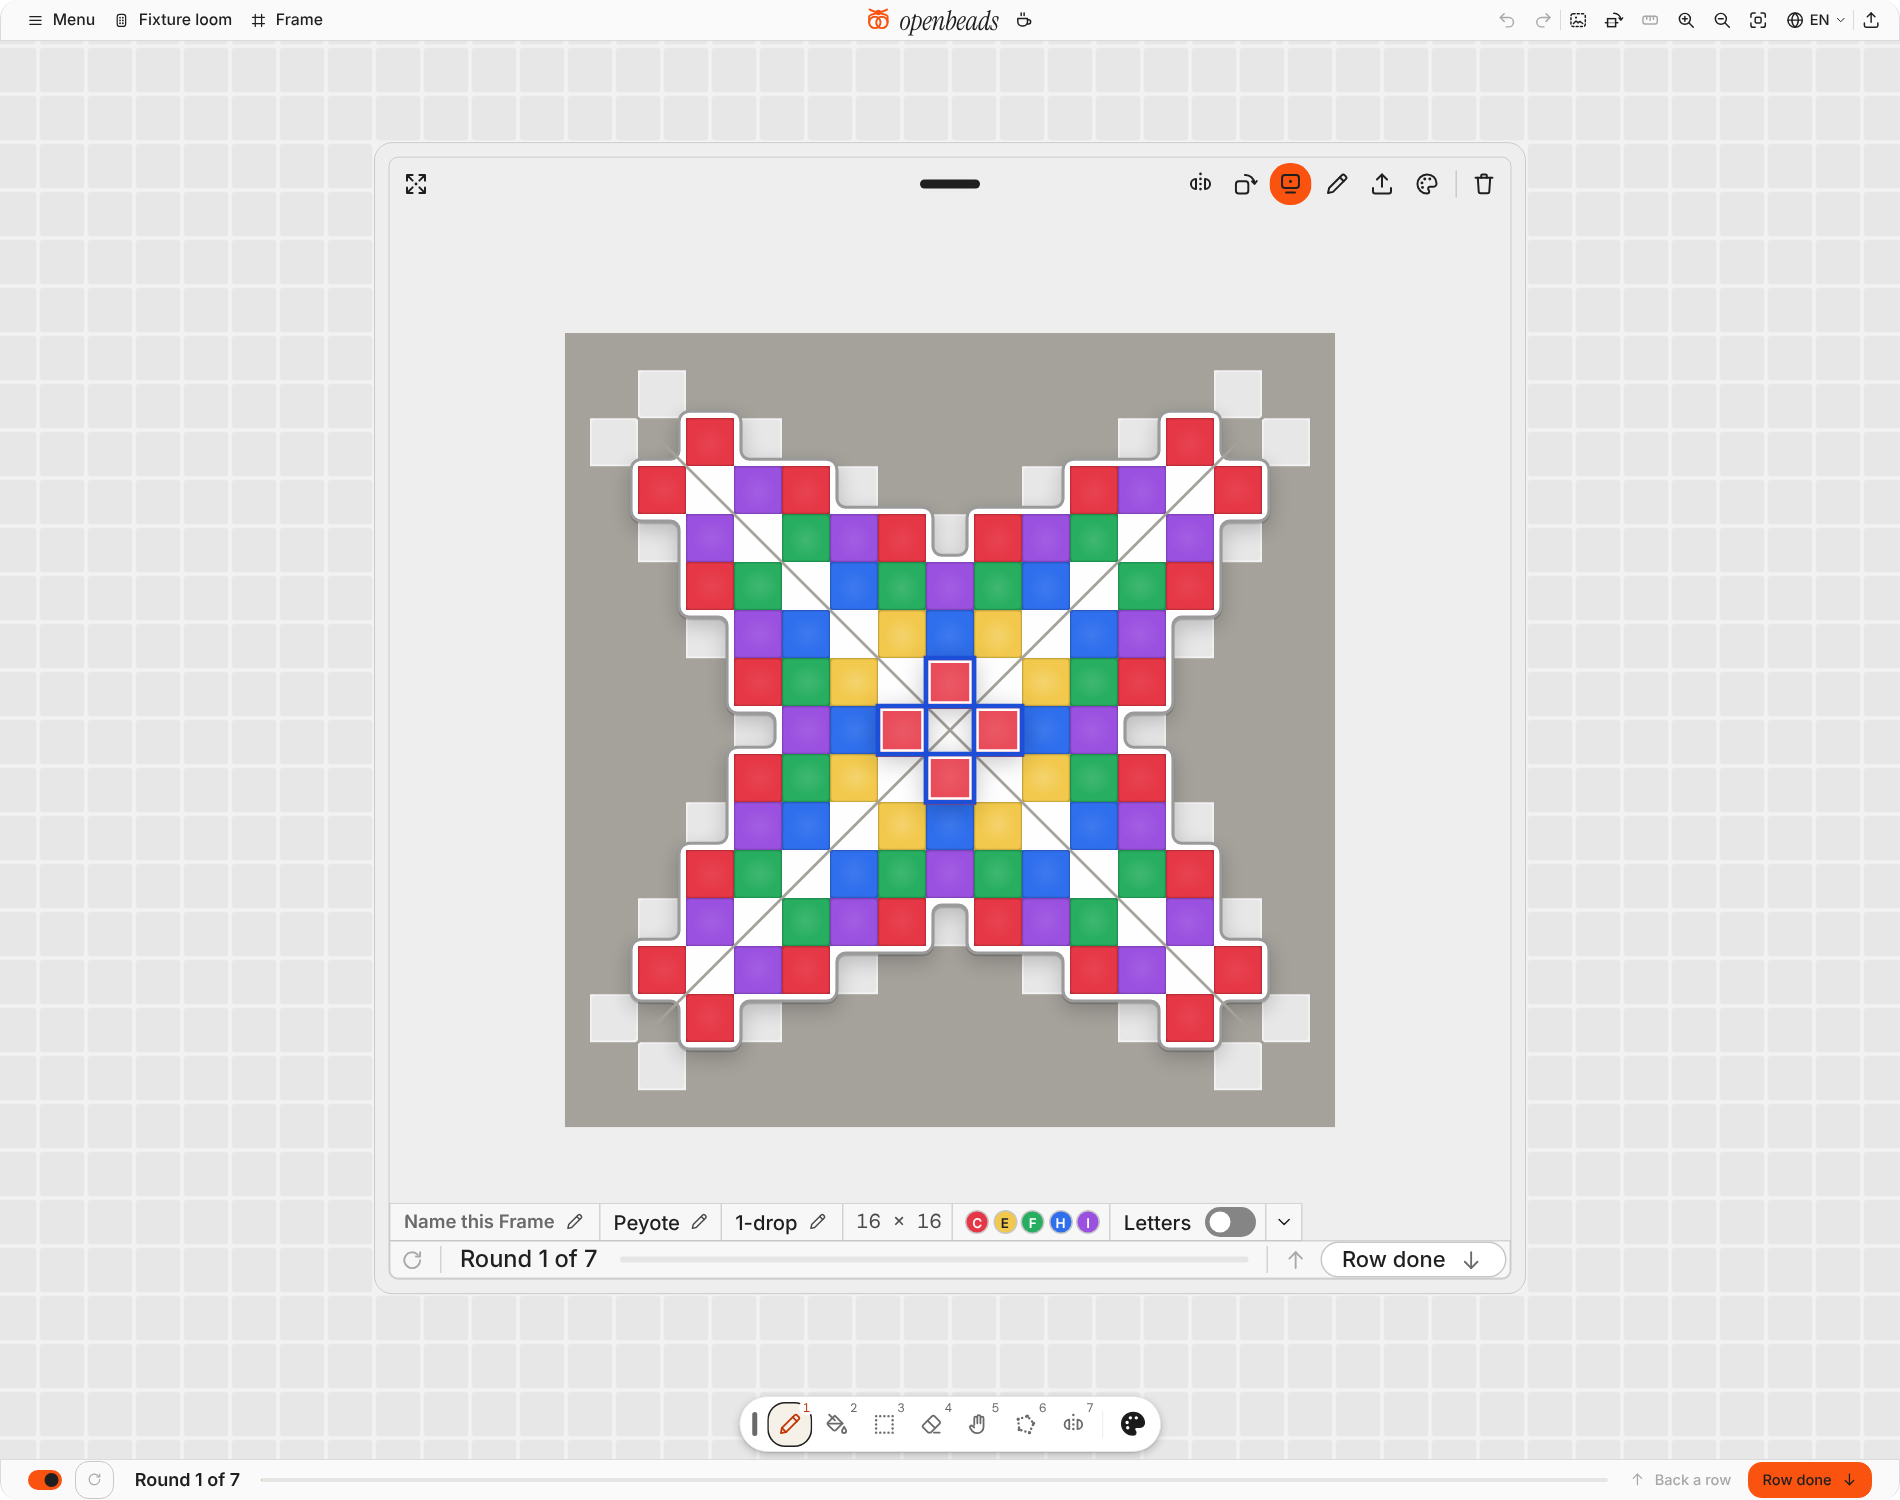 Menu Fixture loom Frame openbeads EN
Name this Frame Peyote 1-drop 16 × 16 C E F H I Letters
Round 1 of 7 Row done
1 2 3 4 5 6 7
Round 1 of 7 Back a row Row done